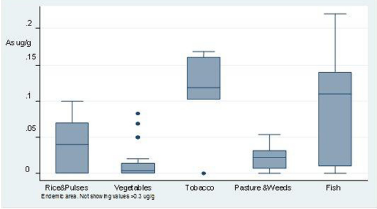 .2
As ug/g
.15
.1
.05
0
Rice&Pulses Vegetables Tobacco Pasture &Weeds Fish
Endemic area. Not showing values >0.3 ug/g